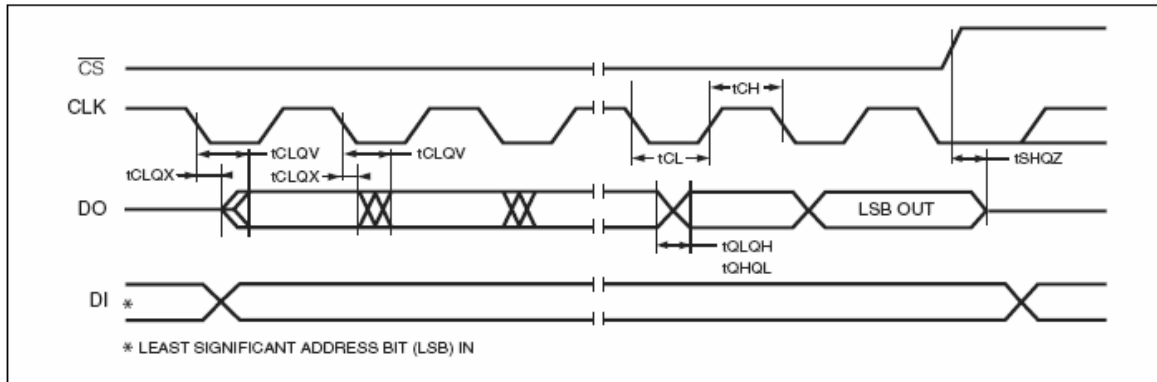 CS
CLK
tCH
tCLQV
tCLQV
tCL
tSHQZ
tCLQX
tCLQX
DO
LSB OUT
tQLQH
tQHQL
DI *
* LEAST SIGNIFICANT ADDRESS BIT (LSB) IN